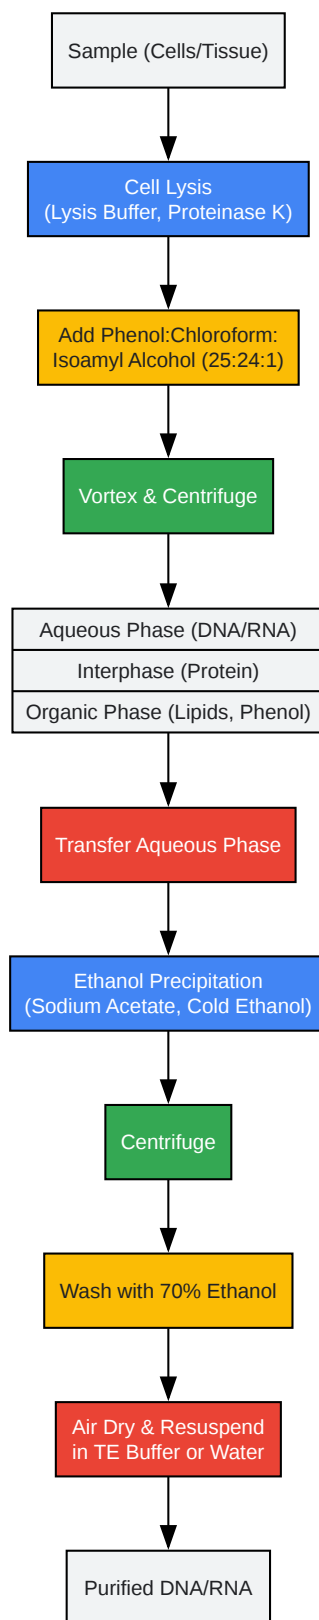 Sample (Cells/Tissue)
Cell Lysis
(Lysis Buffer, Proteinase K)
Add Phenol:Chloroform:
Isoamyl Alcohol (25:24:1)
Vortex & Centrifuge
Aqueous Phase (DNA/RNA)
Interphase (Protein)
Organic Phase (Lipids, Phenol)
Transfer Aqueous Phase
Ethanol Precipitation
(Sodium Acetate, Cold Ethanol)
Centrifuge
Wash with 70% Ethanol
Air Dry & Resuspend
in TE Buffer or Water
Purified DNA/RNA